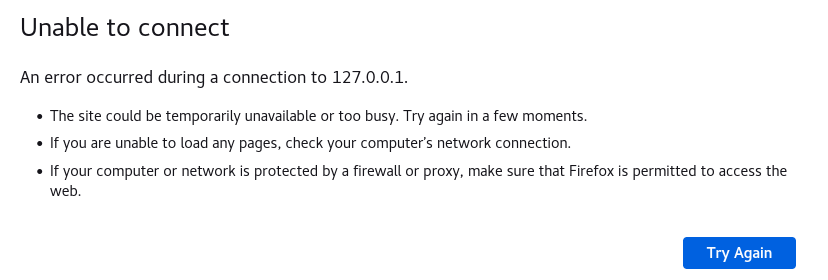 Unable to connect
An error occurred during a connection to 127.0.0.1.
• The site could be temporarily unavailable or too busy. Try again in a few moments.
• If you are unable to load any pages, check your computer's network connection.
• If your computer or network is protected by a firewall or proxy, make sure that Firefox is permitted to access the
web.
Try Again